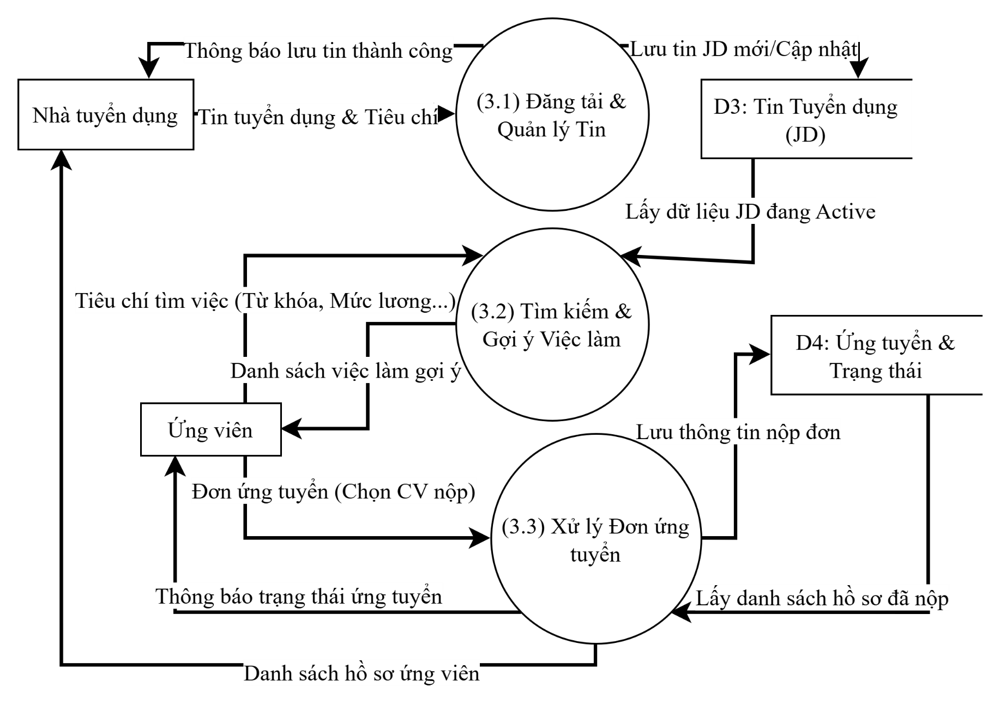 Thông báo lưu tin thành công
Lưu tin JD mới/Cập nhật
Nhà tuyển dụng
Tin tuyển dụng & Tiêu chí
(3.1) Đăng tải &
Quản lý Tin
D3: Tin Tuyển dụng
(JD)
Lấy dữ liệu JD đang Active
Tiêu chí tìm việc (Từ khóa, Mức lương...)
(3.2) Tìm kiếm &
Gợi ý Việc làm
D4: Ứng tuyển &
Trạng thái
Danh sách việc làm gợi ý
Ứng viên
Lưu thông tin nộp đơn
Đơn ứng tuyển (Chọn CV nộp)
(3.3) Xử lý Đơn ứng
tuyển
Thông báo trạng thái ứng tuyển
Lấy danh sách hồ sơ đã nộp
Danh sách hồ sơ ứng viên